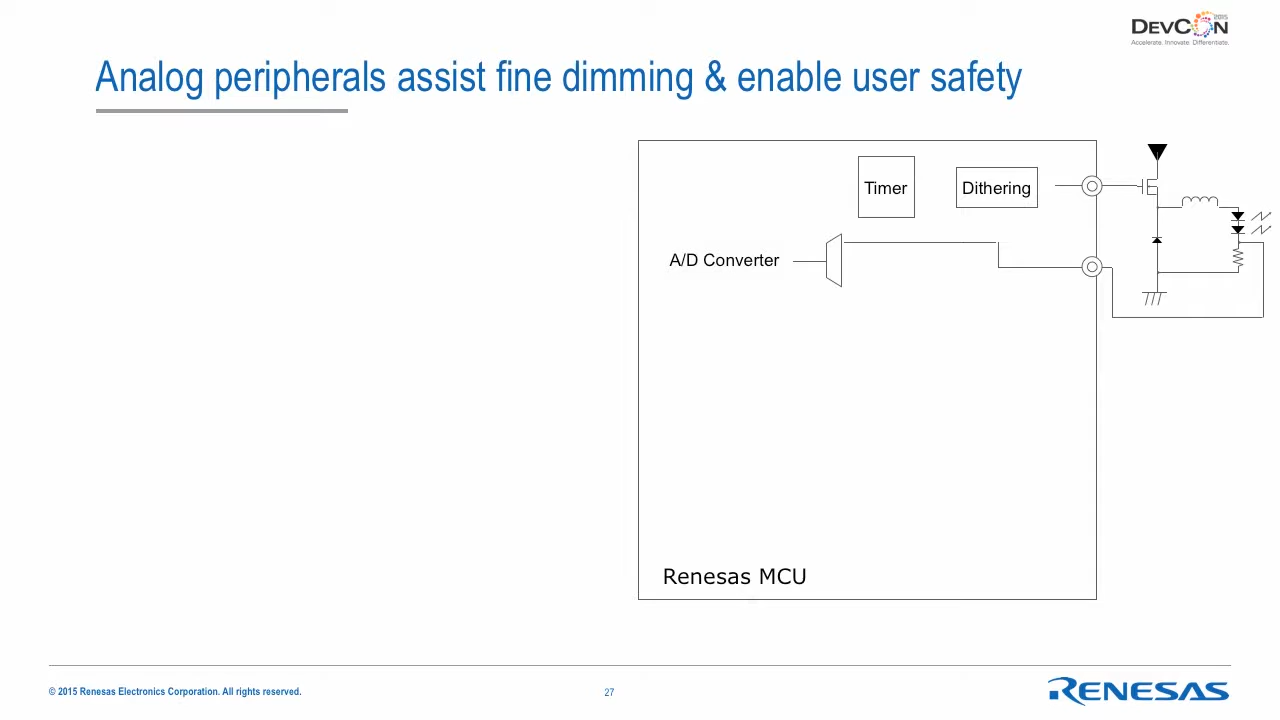 2015
DEVCON
Accelerate. Innovate. Differentiate.
Analog peripherals assist fine dimming & enable user safety
Timer
Dithering
A/D Converter
Renesas MCU
© 2015 Renesas Electronics Corporation. All rights reserved.
27
RENESAS